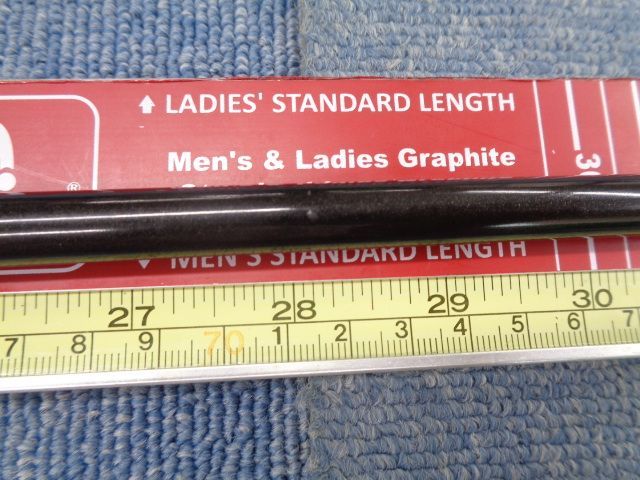 LADIES' STANDARD LENGTH
Men's & Ladies Graphite
MEN'S STANDARD LENGTH
®
27 28 29 30
7 8 9 70 1 2 3 4 5 6 7